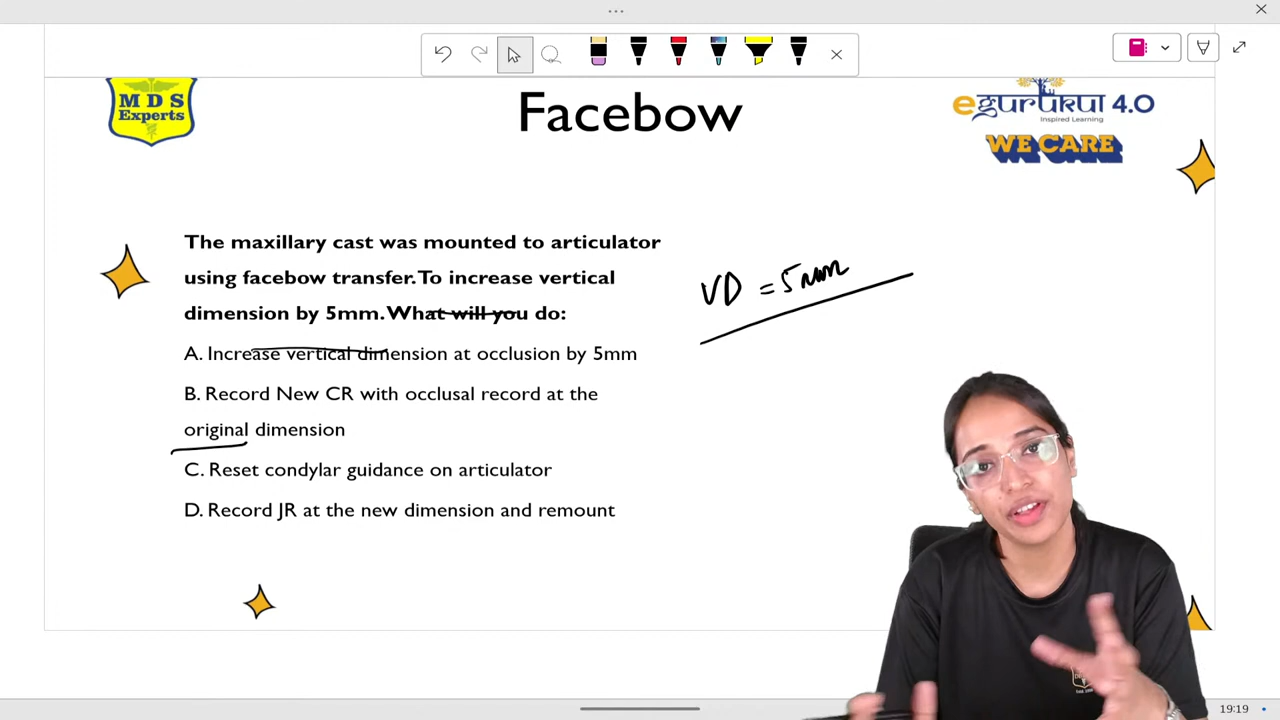 MDS
Experts
Facebow
egurukul 4.0
Inspired Learning
WE CARE
The maxillary cast was mounted to articulator
using facebow transfer. To increase vertical
dimension by 5mm. What will you do:
A. Increase vertical dimension at occlusion by 5mm
B. Record New CR with occlusal record at the
original dimension
C. Reset condylar guidance on articulator
D. Record JR at the new dimension and remount
VD = 5mm
19:19